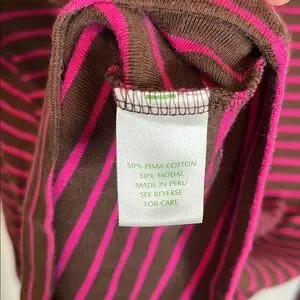 50% PIMA COTTON
50% MODAL
MADE IN PERU
SEE REVERSE
FOR CARE